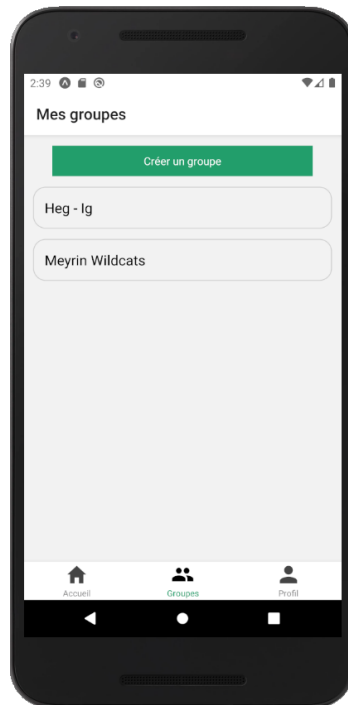 2:39
Mes groupes
Créer un groupe
Heg - Ig
Meyrin Wildcats
Accueil Groupes Profil